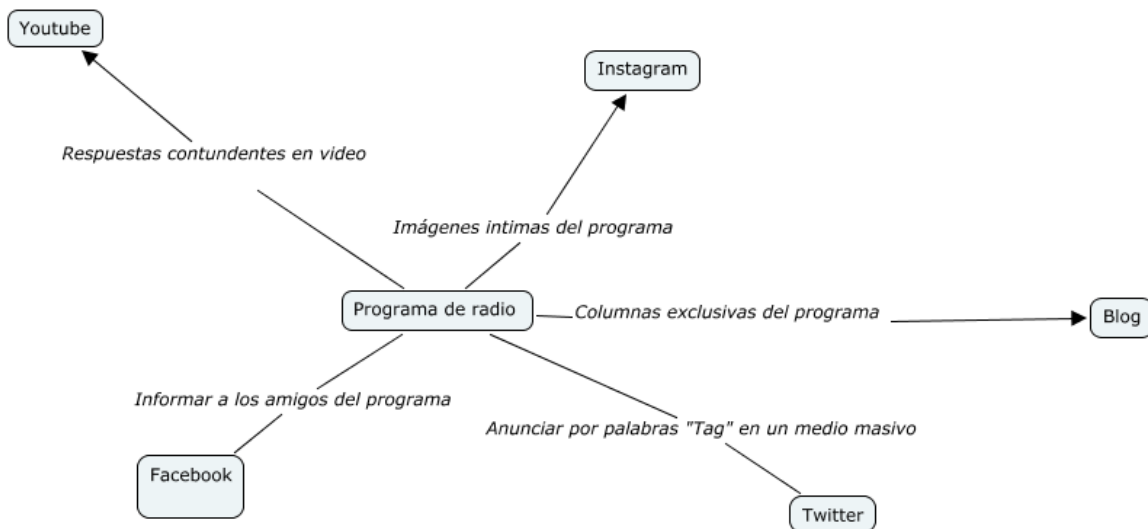 Youtube
Instagram
Respuestas contundentes en video
Imágenes intimas del programa
Programa de radio
Columnas exclusivas del programa
Blog
Informar a los amigos del programa
Anunciar por palabras "Tag" en un medio masivo
Facebook
Twitter